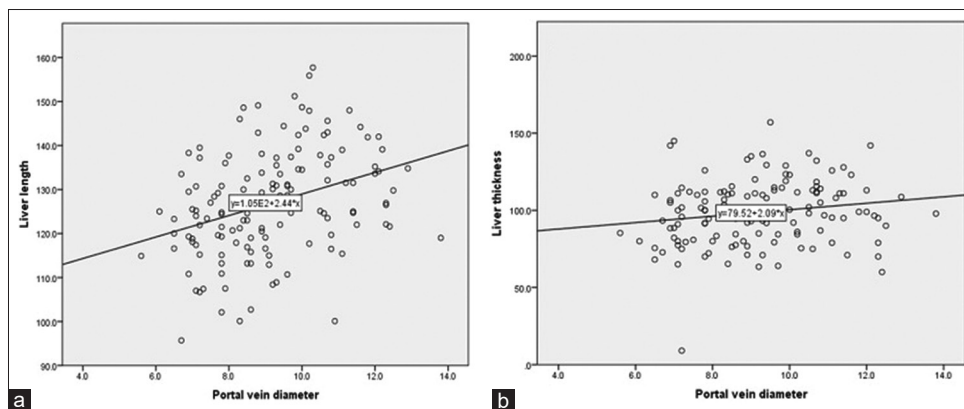 160.0
150.0
140.0
130.0
120.0
110.0
100.0
90.0
Liver length
y=1.05E2+2.44*x
4.0 6.0 8.0 10.0 12.0 14.0
Portal vein diameter
a
200.0
150.0
100.0
50.0
.0
Liver thickness
y=79.52+2.09*x
4.0 6.0 8.0 10.0 12.0 14.0
Portal vein diameter
b